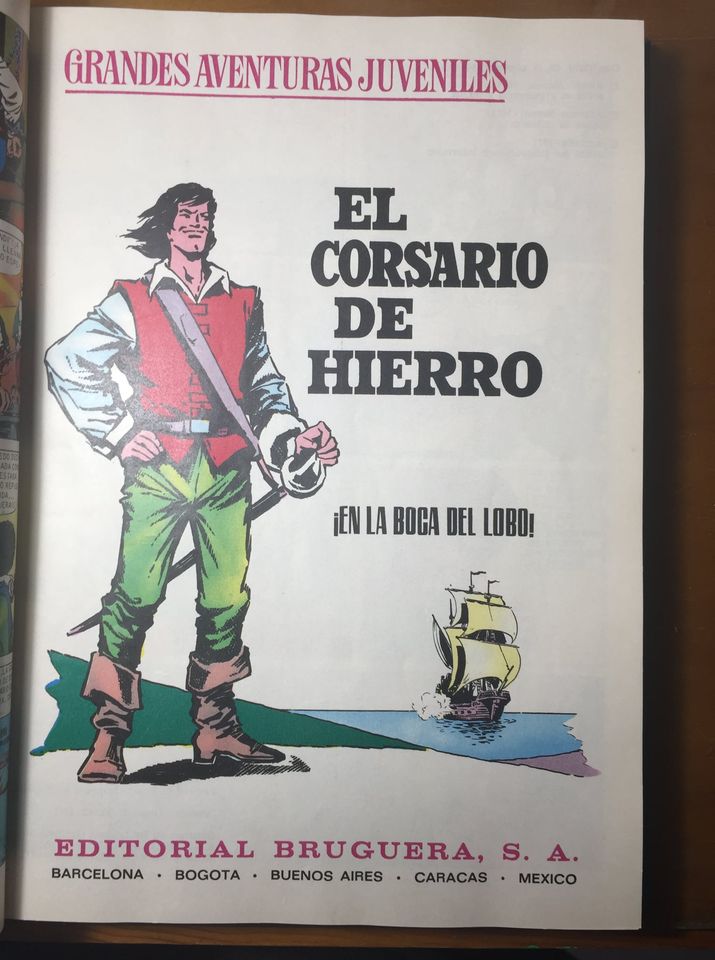 GRANDES AVENTURAS JUVENILES
EL
CORSARIO
DE
HIERRO
¡EN LA BOCA DEL LOBO!
EDITORIAL BRUGUERA, S. A.
BARCELONA · BOGOTA · BUENOS AIRES · CARACAS · MEXICO